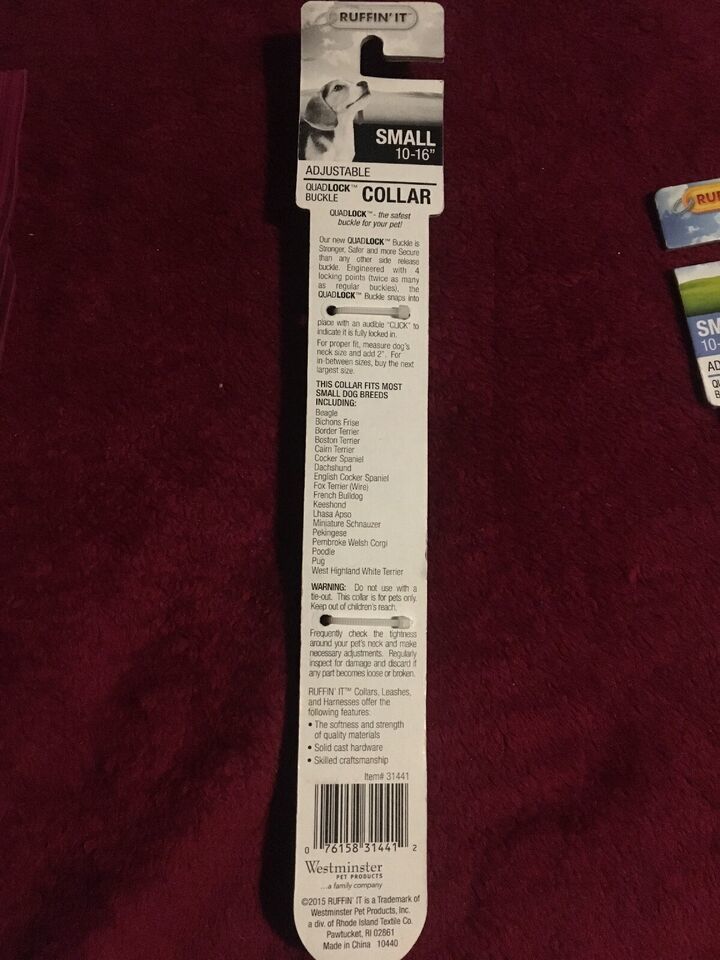 RUFFIN' IT™
SMALL
10-16"
ADJUSTABLE
QUADLOCK™
BUCKLE
COLLAR
QUADLOCK™ - the safest
buckle for your pet!
Our new QUADLOCK™ Buckle is
Stronger, Safer and more Secure
than any other side release
buckle. Engineered with 4
locking points (twice as many
as regular buckles), the
QUADLOCK™ Buckle snaps into
place with an audible "CLICK" to
indicate it is fully locked in.
For proper fit, measure dog's
neck size and add 2". For
in-between sizes, buy the next
largest size.
THIS COLLAR FITS MOST
SMALL DOG BREEDS
INCLUDING:
Beagle
Bichons Frise
Border Terrier
Boston Terrier
Cairn Terrier
Cocker Spaniel
Dachshund
English Cocker Spaniel
Fox Terrier (Wire)
French Bulldog
Keeshond
Lhasa Apso
Miniature Schnauzer
Pekingese
Pembroke Welsh Corgi
Poodle
Pug
West Highland White Terrier
WARNING: Do not use with a
tie-out. This collar is for pets only.
Keep out of children's reach.
Frequently check the tightness
around your pet's neck and make
necessary adjustments. Regularly
inspect for damage and discard if
any part becomes loose or broken.
RUFFIN' IT™ Collars, Leashes,
and Harnesses offer the
following features:
• The softness and strength
of quality materials
• Solid cast hardware
• Skilled craftsmanship
Item# 31441
0 76158 31441 2
Westminster
PET PRODUCTS
...a family company
©2015 RUFFIN' IT is a Trademark of
Westminster Pet Products, Inc.
a div. of Rhode Island Textile Co.
Pawtucket, RI 02861
Made in China 10440
RUF
SM
10-
AD
QU
B